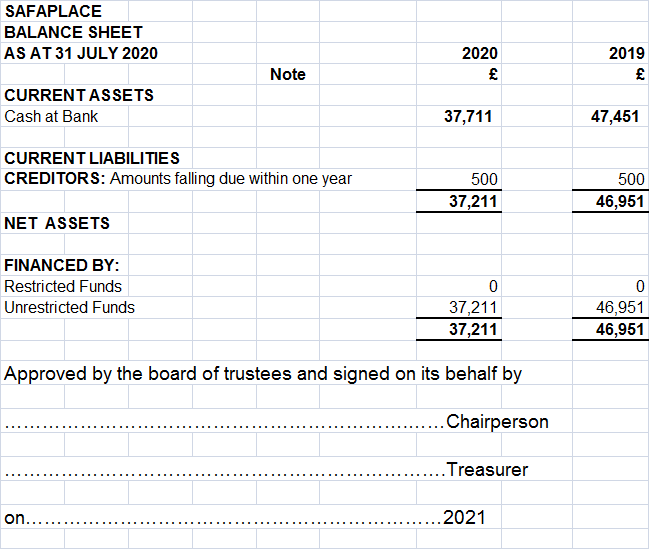 SAFAPLACE
BALANCE SHEET
AS AT 31 JULY 2020 2020 2019
Note £ £
CURRENT ASSETS
Cash at Bank 37,711 47,451
CURRENT LIABILITIES
CREDITORS: Amounts falling due within one year 500 500
37,211 46,951
NET ASSETS
FINANCED BY:
Restricted Funds 0 0
Unrestricted Funds 37,211 46,951
37,211 46,951
Approved by the board of trustees and signed on its behalf by
……………………………………………………………Chairperson
……………………………………………………………Treasurer
on…………………………………………………………2021